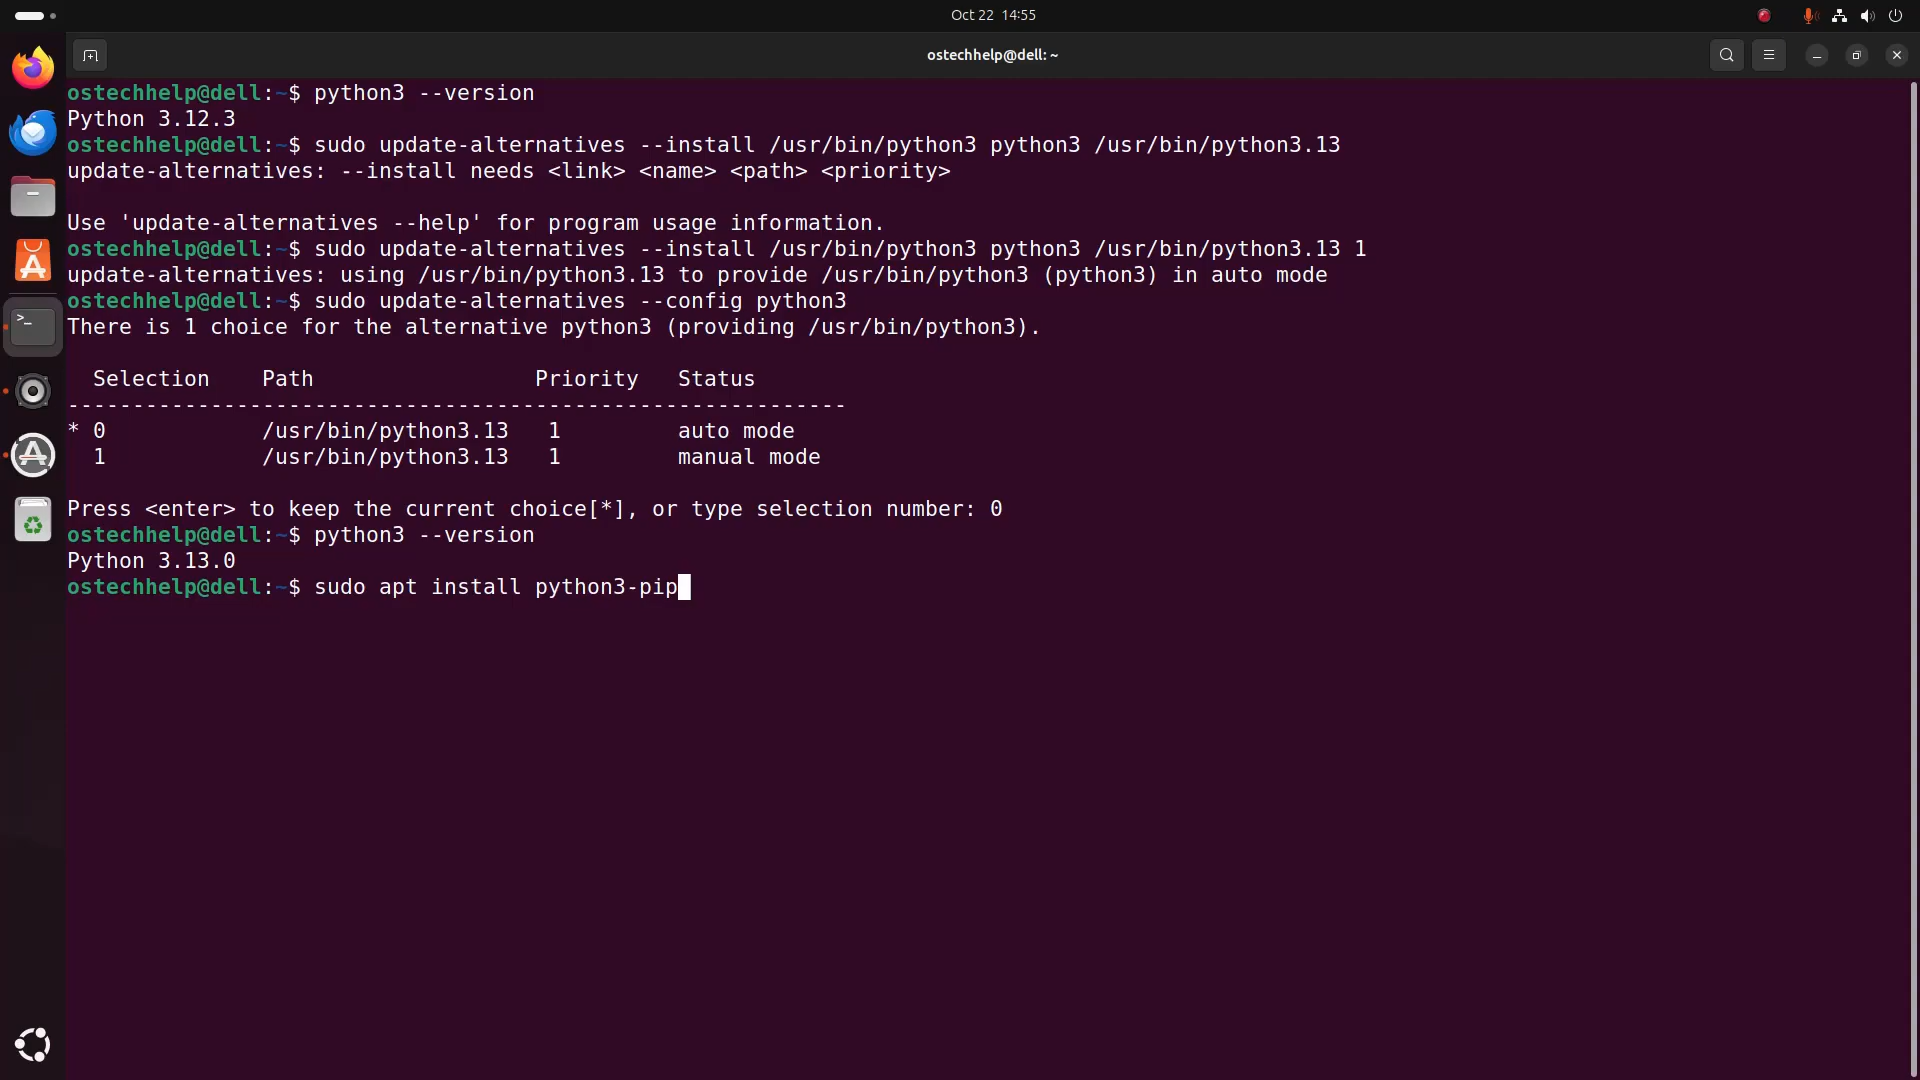 Oct 22 14:55
ostechhelp@dell: ~
ostechhelp@dell:~$ python3 --version
Python 3.12.3
ostechhelp@dell:~$ sudo update-alternatives --install /usr/bin/python3 python3 /usr/bin/python3.13
update-alternatives: --install needs <link> <name> <path> <priority>
Use 'update-alternatives --help' for program usage information.
ostechhelp@dell:~$ sudo update-alternatives --install /usr/bin/python3 python3 /usr/bin/python3.13 1
update-alternatives: using /usr/bin/python3.13 to provide /usr/bin/python3 (python3) in auto mode
ostechhelp@dell:~$ sudo update-alternatives --config python3
There is 1 choice for the alternative python3 (providing /usr/bin/python3).
Selection    Path                 Priority   Status
------------------------------------------------------------
* 0            /usr/bin/python3.13   1         auto mode
  1            /usr/bin/python3.13   1         manual mode
Press <enter> to keep the current choice[*], or type selection number: 0
ostechhelp@dell:~$ python3 --version
Python 3.13.0
ostechhelp@dell:~$ sudo apt install python3-pip